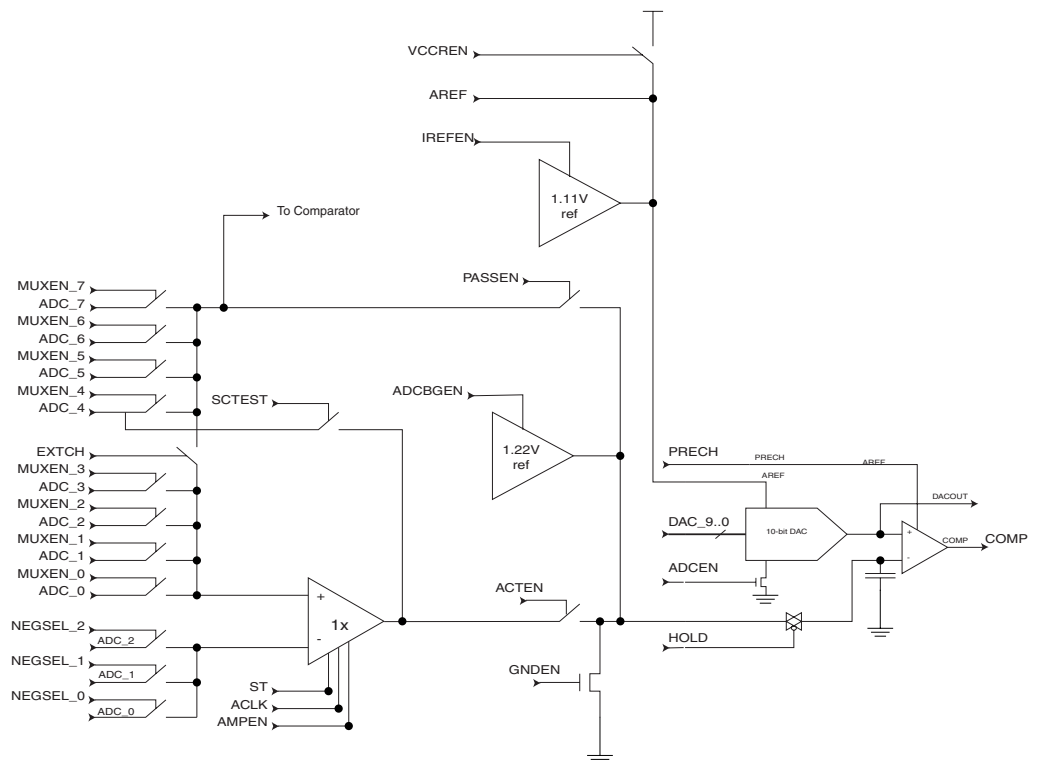 VCCREN
AREF
IREFEN
1.11V
ref
To Comparator
PASSEN
MUXEN_7
ADC_7
MUXEN_6
ADC_6
MUXEN_5
ADC_5
MUXEN_4
ADC_4
SCTEST
ADCBGEN
1.22V
ref
EXTCH
MUXEN_3
ADC_3
MUXEN_2
ADC_2
MUXEN_1
ADC_1
MUXEN_0
ADC_0
PRECH
PRECH
AREF
AREF
DACOUT
DAC_9..0
10-bit DAC
+
-
COMP
COMP
ADCEN
ACTEN
+
1x
-
NEGSEL_2
ADC_2
NEGSEL_1
ADC_1
NEGSEL_0
ADC_0
HOLD
GNDEN
ST
ACLK
AMPEN